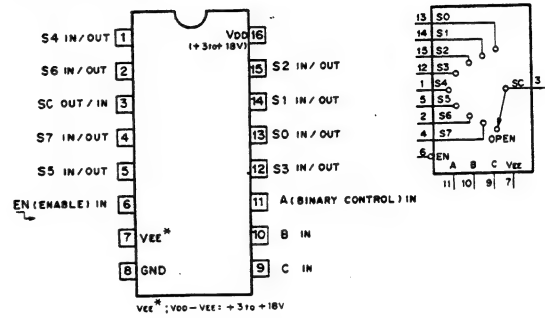 S4 IN/OUT 1
S6 IN/OUT 2
SC OUT/IN 3
S7 IN/OUT 4
S5 IN/OUT 5
EN (ENABLE) IN 6
7 VEE*
8 GND
VDD 16
(+3to+18V)
15 S2 IN/OUT
14 S1 IN/OUT
13 S0 IN/OUT
12 S3 IN/OUT
11 A (BINARY CONTROL) IN
10 B IN
9 C IN
VEE* ; VDD-VEE: +3 to +18V
13 S0
14 S1
15 S2
12 S3
1 S4
5 S5
2 S6
4 S7
SC 3
OPEN
6 EN
A B C VEE
11 10 9 7